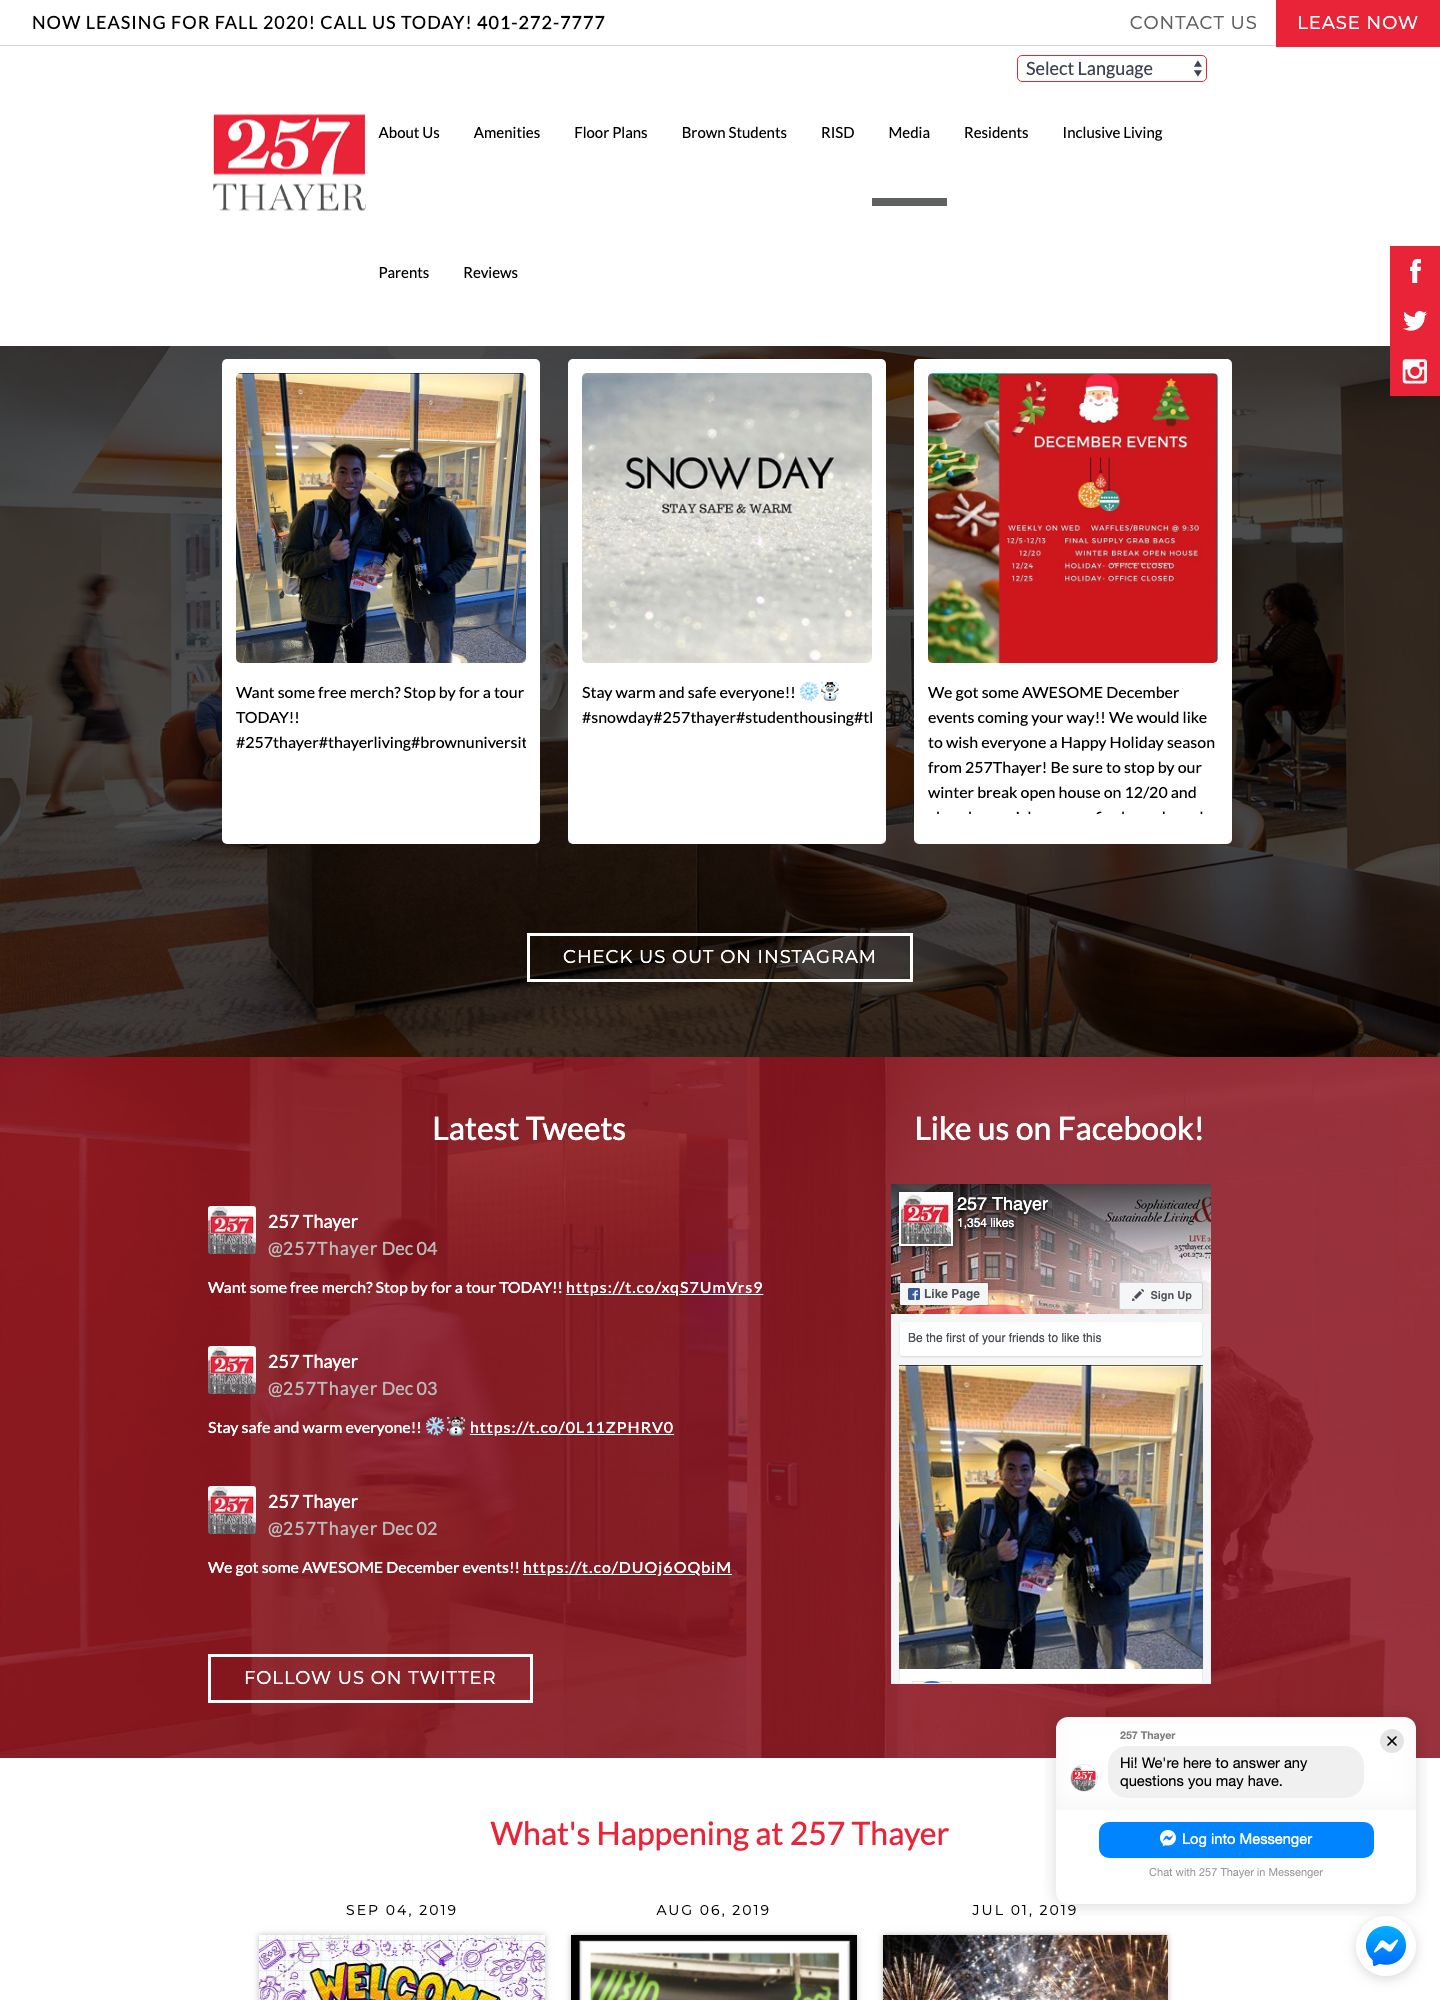 NOW LEASING FOR FALL 2020! CALL US TODAY! 401-272-7777
CONTACT US
LEASE NOW
Select Language
257
THAYER
About Us
Amenities
Floor Plans
Brown Students
RISD
Media
Residents
Inclusive Living
Parents
Reviews
Want some free merch? Stop by for a tour
TODAY!!
#257thayer#thayerliving#brownuniversit
SNOW DAY
STAY SAFE & WARM
Stay warm and safe everyone!! ❄️☃️
#snowday#257thayer#studenthousing#tl
DECEMBER EVENTS
WEEKLY ON WED WAFFLES/BRUNCH @ 9:30
12/5-12/13 FINAL SUPPLY GRAB BAGS
12/20 WINTER BREAK OPEN HOUSE
12/24 HOLIDAY- OFFICE CLOSED
12/25 HOLIDAY- OFFICE CLOSED
We got some AWESOME December
events coming your way!! We would like
to wish everyone a Happy Holiday season
from 257Thayer! Be sure to stop by our
winter break open house on 12/20 and
CHECK US OUT ON INSTAGRAM
Latest Tweets
257 Thayer
@257Thayer Dec 04
Want some free merch? Stop by for a tour TODAY!! https://t.co/xqS7UmVrs9
257 Thayer
@257Thayer Dec 03
Stay safe and warm everyone!! ❄️☃️ https://t.co/0L11ZPHRV0
257 Thayer
@257Thayer Dec 02
We got some AWESOME December events!! https://t.co/DUOj6OQbiM
FOLLOW US ON TWITTER
Like us on Facebook!
257 Thayer
1,354 likes
Sophisticated &
Sustainable Living
Like Page
Sign Up
Be the first of your friends to like this
257 Thayer
Hi! We're here to answer any
questions you may have.
Log into Messenger
Chat with 257 Thayer in Messenger
What's Happening at 257 Thayer
SEP 04, 2019
AUG 06, 2019
JUL 01, 2019
WELCOME